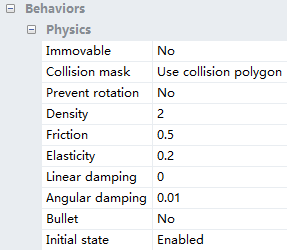 Behaviors
Physics
Immovable No
Collision mask Use collision polygon
Prevent rotation No
Density 2
Friction 0.5
Elasticity 0.2
Linear damping 0
Angular damping 0.01
Bullet No
Initial state Enabled